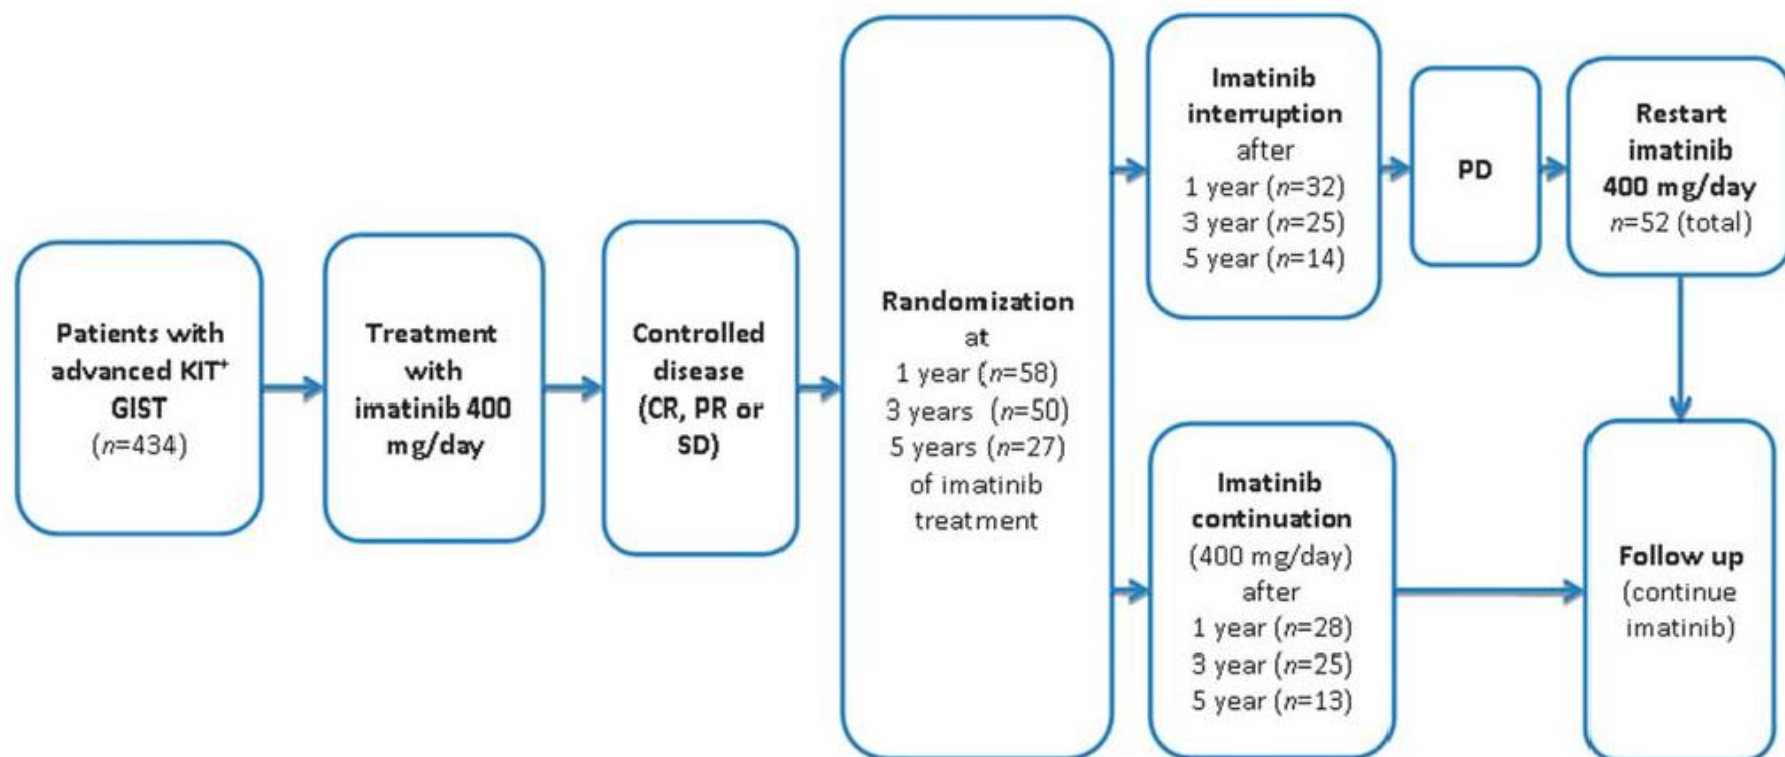 Patients with
advanced KIT⁺
GIST
(n=434)
Treatment
with
imatinib 400
mg/day
Controlled
disease
(CR, PR or
SD)
Randomization
at
1 year (n=58)
3 years (n=50)
5 years (n=27)
of imatinib
treatment
Imatinib
interruption
after
1 year (n=32)
3 year (n=25)
5 year (n=14)
PD
Restart
imatinib
400 mg/day
n=52 (total)
Imatinib
continuation
(400 mg/day)
after
1 year (n=28)
3 year (n=25)
5 year (n=13)
Follow up
(continue
imatinib)